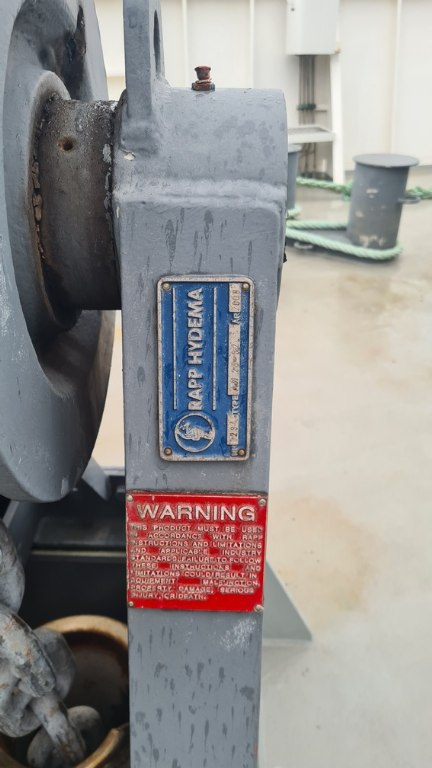 RAPP HYDEMA
TYPE
WARNING
THIS PRODUCT MUST BE USED
IN ACCORDANCE WITH RAPP
INSTRUCTIONS AND LIMITATIONS
AND APPLICABLE INDUSTRY
STANDARDS. FAILURE TO FOLLOW
THESE INSTRUCTIONS AND
LIMITATIONS COULD RESULT IN
EQUIPMENT MALFUNCTION,
PROPERTY DAMAGE, SERIOUS
INJURY, OR DEATH.